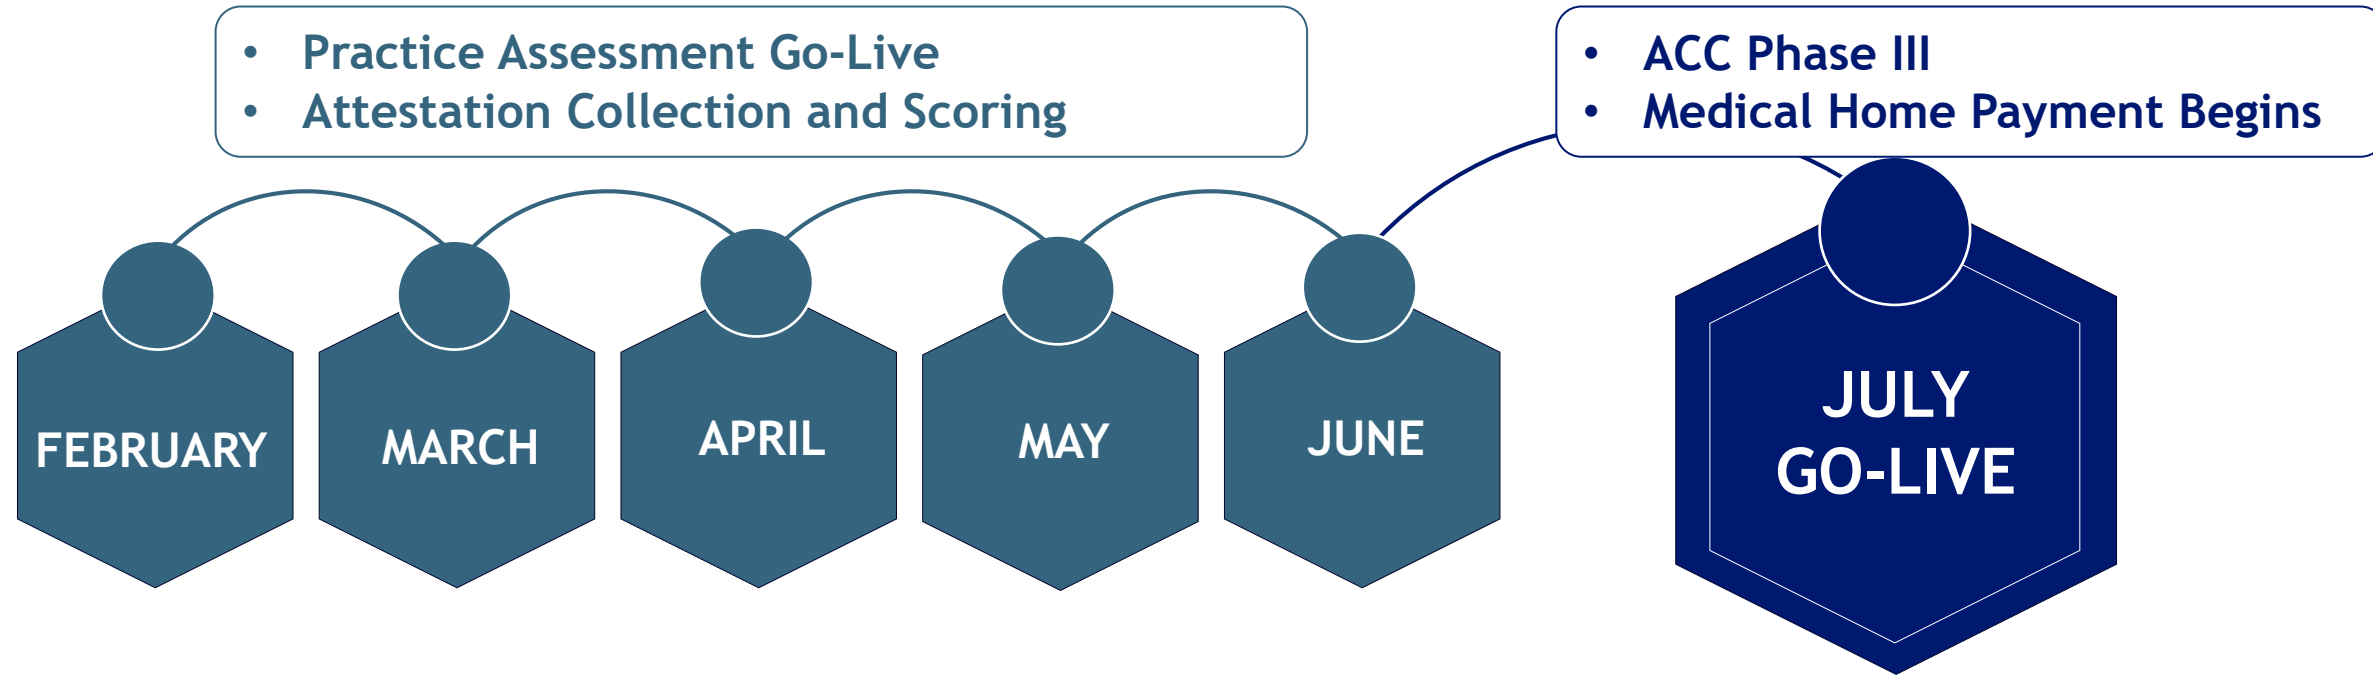 • Practice Assessment Go-Live
• Attestation Collection and Scoring
• ACC Phase III
• Medical Home Payment Begins
FEBRUARY
MARCH
APRIL
MAY
JUNE
JULY
GO-LIVE